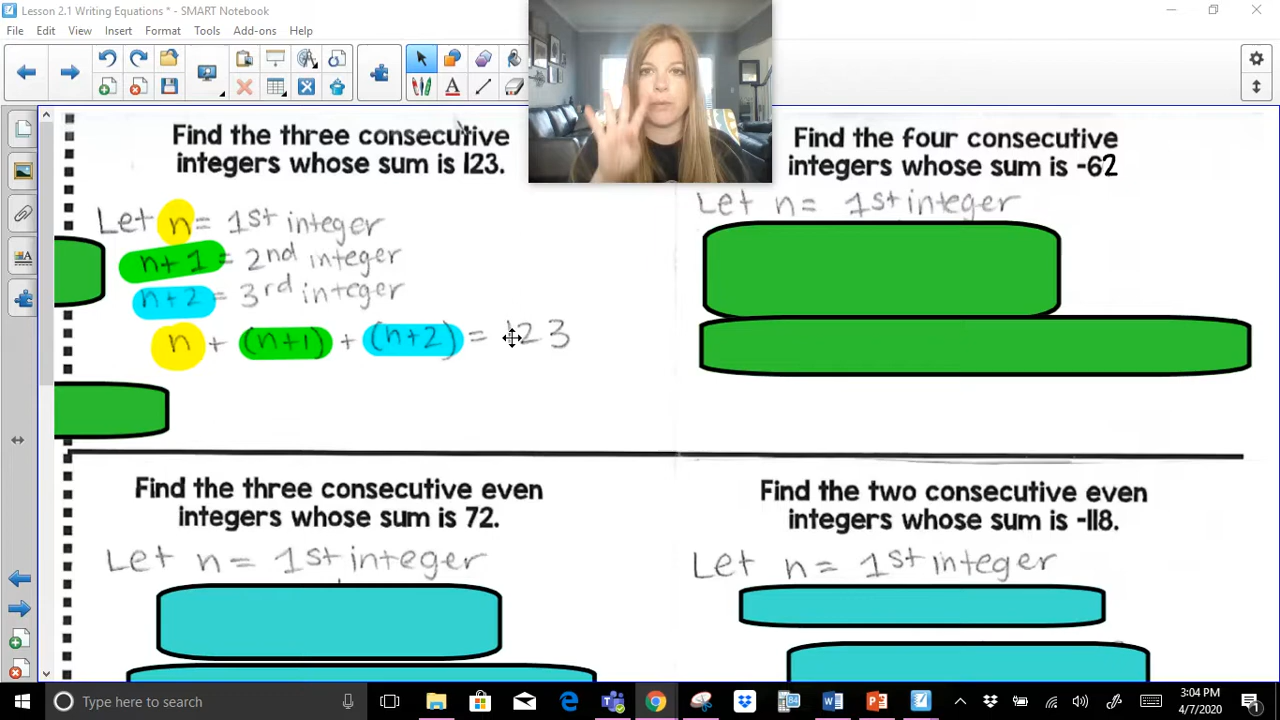 Lesson 2.1 Writing Equations * - SMART Notebook
File Edit View Insert Format Tools Add-ons Help
Find the three consecutive
integers whose sum is 123.
Let n = 1st integer
n+1 = 2nd integer
n+2 = 3rd integer
n + (n+1) + (n+2) = 123
Find the four consecutive
integers whose sum is -62
Let n = 1st integer
Find the three consecutive even
integers whose sum is 72.
Let n = 1st integer
Find the two consecutive even
integers whose sum is -118.
Let n = 1st integer
Type here to search
3:04 PM
4/7/2020